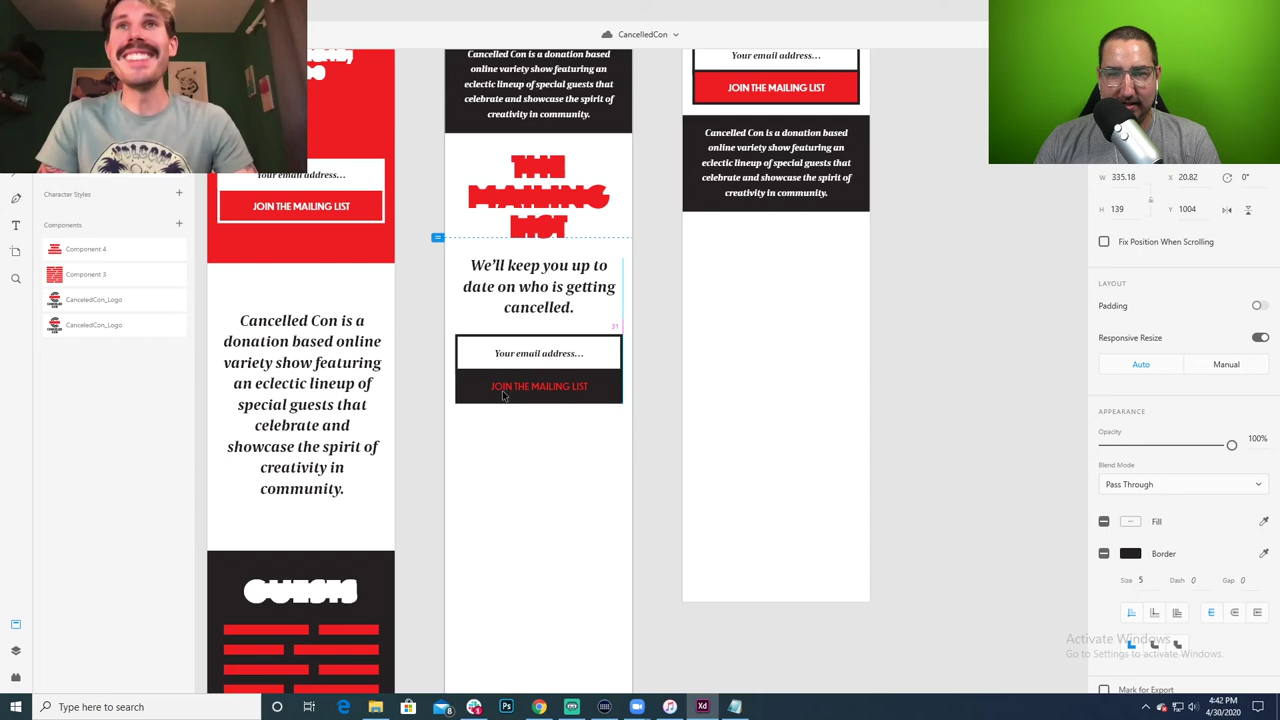 CancelledCon
Character Styles
Components
Component 4
Component 3
CanceledCon_Logo
CanceledCon_Logo
Your email address...
JOIN THE MAILING LIST
Cancelled Con is a
donation based online
variety show featuring
an eclectic lineup of
special guests that
celebrate and
showcase the spirit of
creativity in
community.
GUESTS
Cancelled Con is a donation based
online variety show featuring an
eclectic lineup of special guests that
celebrate and showcase the spirit of
creativity in community.
THE
MAILING
LIST
We'll keep you up to
date on who is getting
cancelled.
31
Your email address...
JOIN THE MAILING LIST
Your email address...
JOIN THE MAILING LIST
Cancelled Con is a donation based
online variety show featuring an
eclectic lineup of special guests that
celebrate and showcase the spirit of
creativity in community.
W 335.18 X 20.82 0°
H 139 Y 1004
Fix Position When Scrolling
LAYOUT
Padding
Responsive Resize
Auto Manual
APPEARANCE
Opacity
100%
Blend Mode
Pass Through
Fill
Border
Size 5 Dash 0 Gap 0
Activate Windows
Go to Settings to activate Windows.
Mark for Export
Type here to search
4:42 PM
4/30/2020